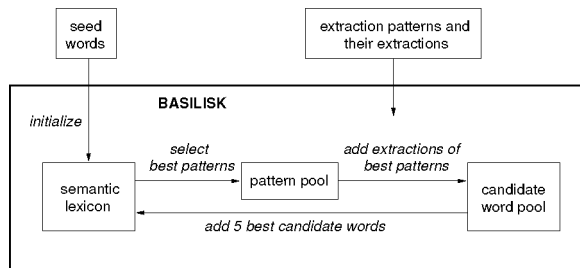 seed
words
extraction patterns and
their extractions
BASILISK
initialize
select
best patterns
add extractions of
best patterns
semantic
lexicon
pattern pool
candidate
word pool
add 5 best candidate words